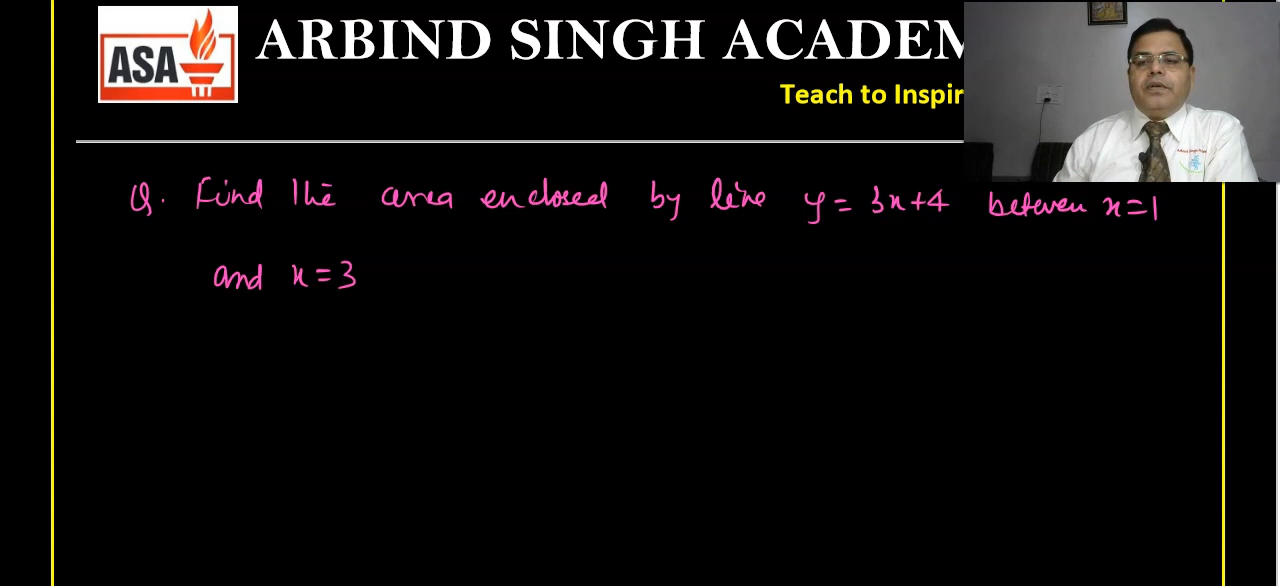 ASA
ARBIND SINGH ACADEM
Teach to Inspir
Q. Find the area enclosed by line y = 3x+4 between x=1
and x=3